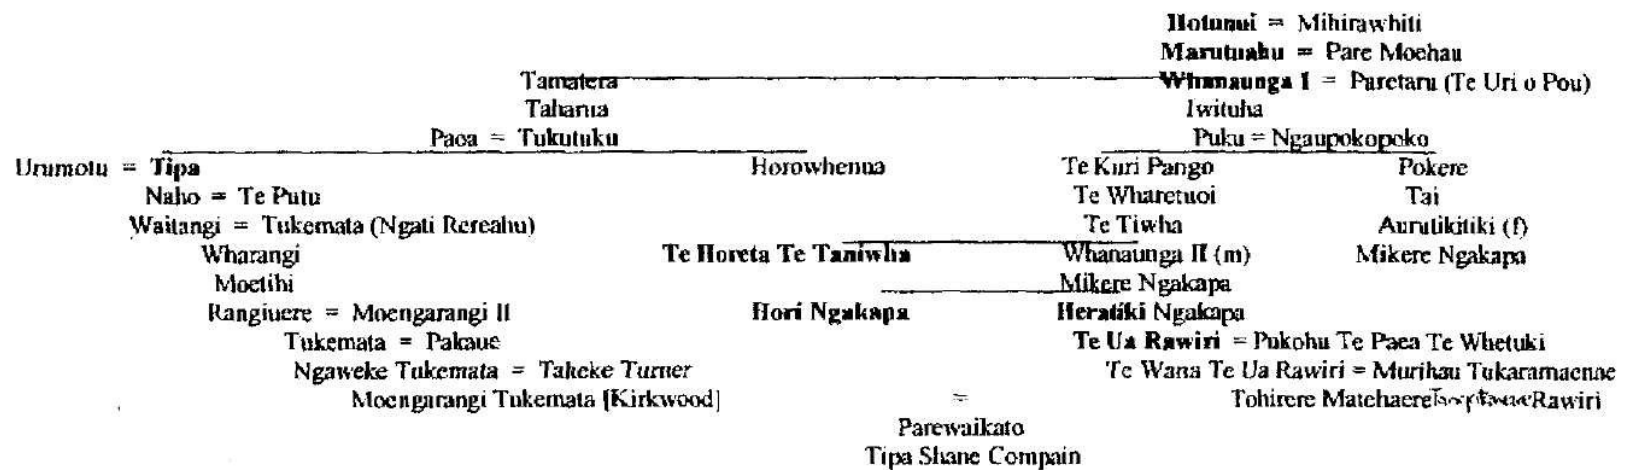 Hotunui = Mihirawhiti
Marutuahu = Pare Moehau
Tamatera Whanaunga I = Paretaru (Te Uri o Pou)
Tahania Iwituha
Paoa = Tukutuku Puku = Ngaupokopoko
Urumotu = Tipa Horowhenua Te Kuri Pango Pokere
Naho = Te Putu Te Wharetuoi Tai
Waitangi = Tukemata (Ngati Rereahu) Te Tiwha Aurutikitiki (f)
Wharangi Te Horeta Te Taniwha Whanaunga II (m) Mikere Ngakapa
Moetihi Mikere Ngakapa
Rangiuere = Moengarangi II Hori Ngakapa Heratiki Ngakapa
Tukemata = Pakaue Te Ua Rawiri = Pukohu Te Paea Te Whetuki
Ngaweke Tukemata = Takeke Turner Te Wana Te Ua Rawiri = Murihau Tukaramaenae
Moengarangi Tukemata [Kirkwood] = Tohirere Matehaere Rawiri
Parewaikato
Tipa Shane Compain